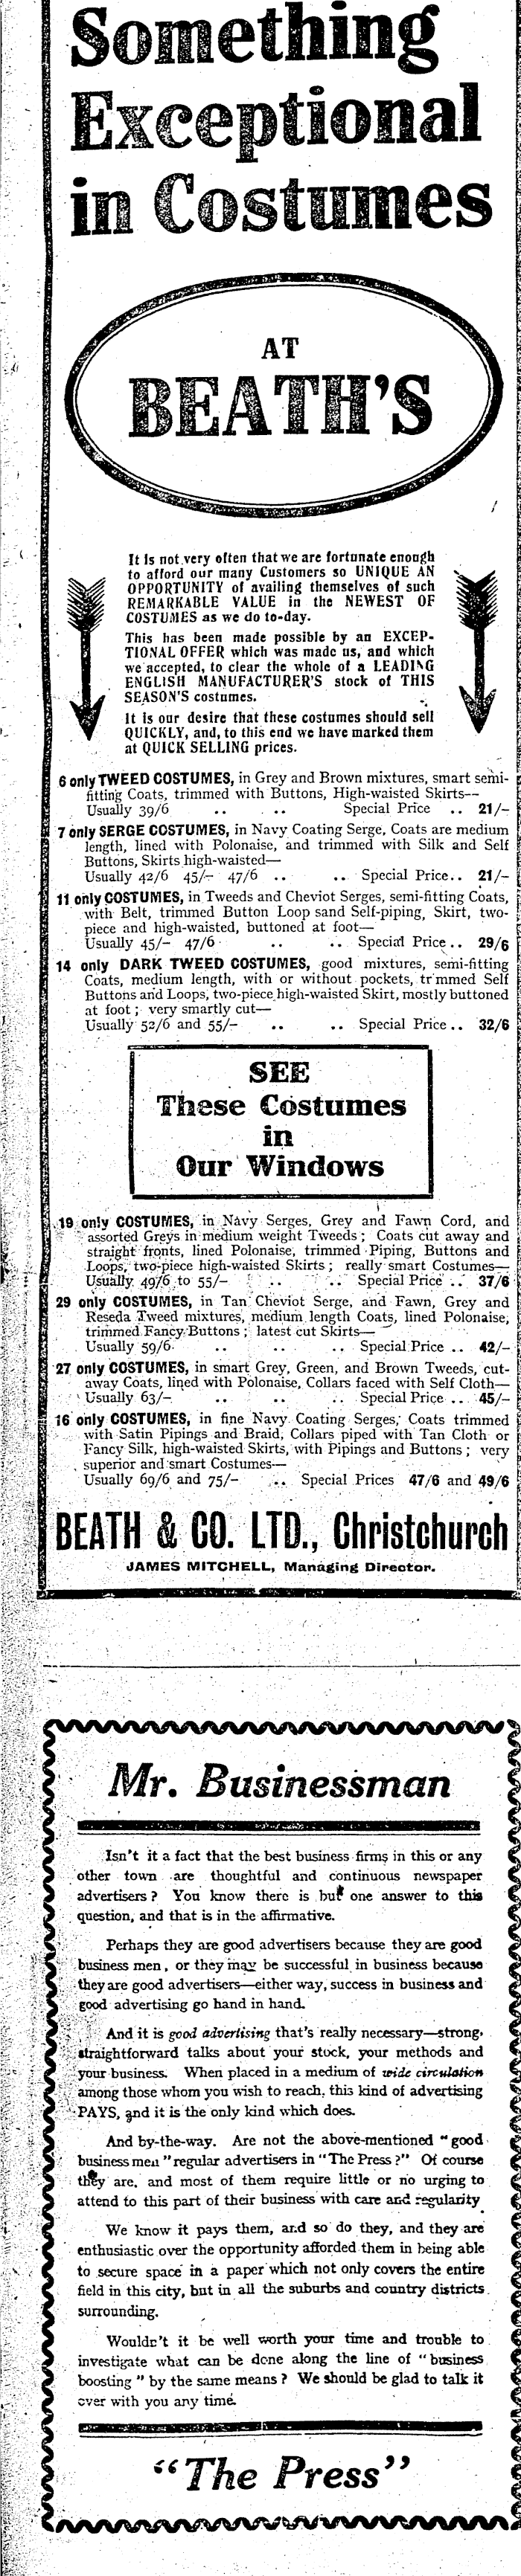 Something
Exceptional
in Costumes
AT
BEATH'S
It is not very often that we are fortunate enough
to afford our many Customers so UNIQUE AN
OPPORTUNITY of availing themselves of such
REMARKABLE VALUE in the NEWEST OF
COSTUMES as we do to-day.
This has been made possible by an EXCEP-
TIONAL OFFER which was made us, and which
we accepted, to clear the whole of a LEADING
ENGLISH MANUFACTURER'S stock of THIS
SEASON'S costumes.
It is our desire that these costumes should sell
QUICKLY, and, to this end we have marked them
at QUICK SELLING prices.
6 only TWEED COSTUMES, in Grey and Brown mixtures, smart semi-
fitting Coats, trimmed with Buttons, High-waisted Skirts—
Usually 39/6 .. .. Special Price .. 21/-
7 only SERGE COSTUMES, in Navy Coating Serge, Coats are medium
length, lined with Polonaise, and trimmed with Silk and Self
Buttons, Skirts high-waisted—
Usually 42/6 45/- 47/6 .. .. Special Price .. 21/-
11 only COSTUMES, in Tweeds and Cheviot Serges, semi-fitting Coats,
with Belt, trimmed Button Loop sand Self-piping, Skirt, two-
piece and high-waisted, buttoned at foot—
Usually 45/- 47/6 .. .. Special Price .. 29/6
14 only DARK TWEED COSTUMES, good mixtures, semi-fitting
Coats, medium length, with or without pockets, tr mmed Self
Buttons and Loops, two-piece high-waisted Skirt, mostly buttoned
at foot; very smartly cut—
Usually 52/6 and 55/- .. .. Special Price .. 32/6
SEE
These Costumes
in
Our Windows
19 only COSTUMES, in Navy Serges, Grey and Fawn Cord, and
assorted Greys in medium weight Tweeds; Coats cut away and
straight fronts, lined Polonaise, trimmed Piping, Buttons and
Loops, two-piece high-waisted Skirts; really smart Costumes—
Usually 49/6 to 55/- .. .. Special Price .. 37/6
29 only COSTUMES, in Tan Cheviot Serge, and Fawn, Grey and
Reseda Tweed mixtures, medium length Coats, lined Polonaise,
trimmed Fancy Buttons; latest cut Skirts—
Usually 59/6 .. .. .. Special Price .. 42/-
27 only COSTUMES, in smart Grey, Green, and Brown Tweeds, cut-
away Coats, lined with Polonaise, Collars faced with Self Cloth—
Usually 63/- .. .. .. Special Price .. 45/-
16 only COSTUMES, in fine Navy Coating Serges, Coats trimmed
with Satin Pipings and Braid, Collars piped with Tan Cloth or
Fancy Silk, high-waisted Skirts, with Pipings and Buttons; very
superior and smart Costumes—
Usually 69/6 and 75/- .. Special Prices 47/6 and 49/6
BEATH & CO. LTD., Christchurch
JAMES MITCHELL, Managing Director.
Mr. Businessman
Isn't it a fact that the best business firms in this or any
other town are thoughtful and continuous newspaper
advertisers? You know there is but one answer to this
question, and that is in the affirmative.
Perhaps they are good advertisers because they are good
business men, or they may be successful in business because
they are good advertisers—either way, success in business and
good advertising go hand in hand.
And it is good advertising that's really necessary—strong,
straightforward talks about your stock, your methods and
your business. When placed in a medium of wide circulation
among those whom you wish to reach, this kind of advertising
PAYS, and it is the only kind which does.
And by-the-way. Are not the above-mentioned "good
business men" regular advertisers in "The Press?" Of course
they are, and most of them require little or no urging to
attend to this part of their business with care and regularity.
We know it pays them, and so do they, and they are
enthusiastic over the opportunity afforded them in being able
to secure space in a paper which not only covers the entire
field in this city, but in all the suburbs and country districts
surrounding.
Wouldn't it be well worth your time and trouble to
investigate what can be done along the line of "business
boosting" by the same means? We should be glad to talk it
over with you any time.
"The Press"